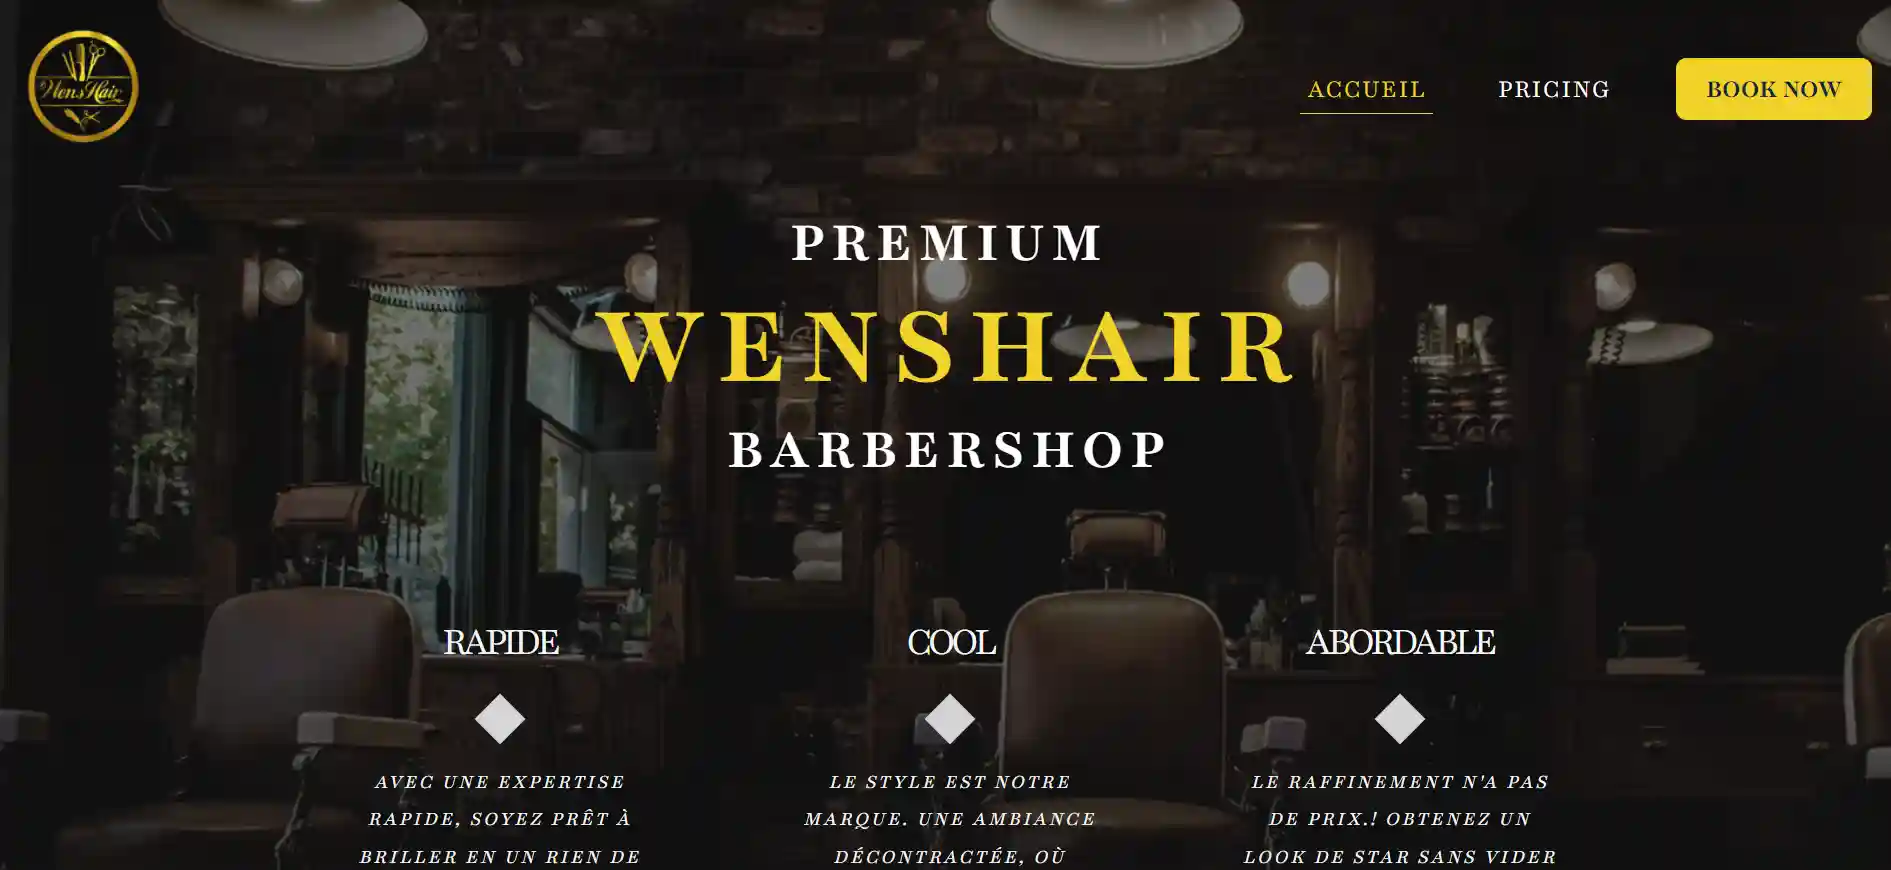 WensHair
ACCUEIL
PRICING
BOOK NOW
PREMIUM
WENSHAIR
BARBERSHOP
RAPIDE
COOL
ABORDABLE
AVEC UNE EXPERTISE
RAPIDE, SOYEZ PRÊT À
BRILLER EN UN RIEN DE
LE STYLE EST NOTRE
MARQUE. UNE AMBIANCE
DÉCONTRACTÉE, OÙ
LE RAFFINEMENT N'A PAS
DE PRIX.! OBTENEZ UN
LOOK DE STAR SANS VIDER